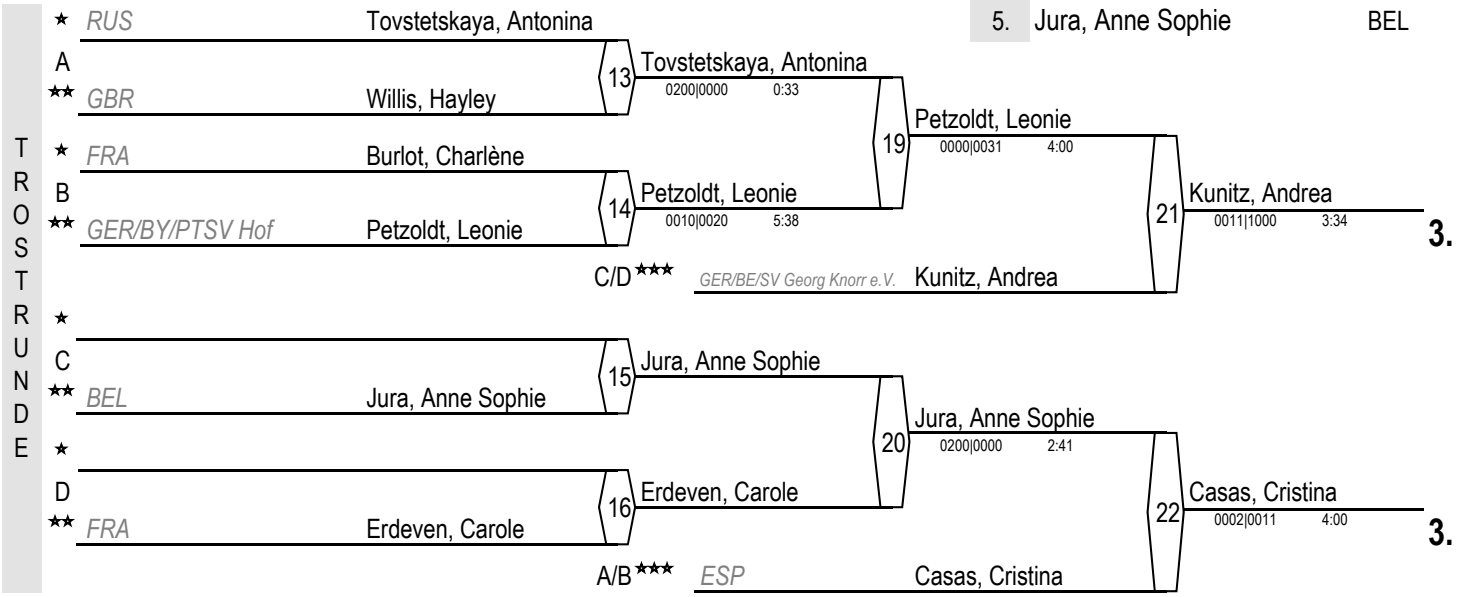 ★ RUS Tovstetskaya, Antonina
5. Jura, Anne Sophie BEL
A
13 Tovstetskaya, Antonina
0200|0000 0:33
★★ GBR Willis, Hayley
19 Petzoldt, Leonie
0000|0031 4:00
★ FRA Burlot, Charlène
B
14 Petzoldt, Leonie
0010|0020 5:38
21 Kunitz, Andrea
0011|1000 3:34
3.
★★ GER/BY/PTSV Hof Petzoldt, Leonie
C/D ★★★ GER/BE/SV Georg Knorr e.V. Kunitz, Andrea
TROSTRUNDE
★
C
15 Jura, Anne Sophie
★★ BEL Jura, Anne Sophie
20 Jura, Anne Sophie
0200|0000 2:41
★
D
16 Erdeven, Carole
22 Casas, Cristina
0002|0011 4:00
3.
★★ FRA Erdeven, Carole
A/B ★★★ ESP Casas, Cristina